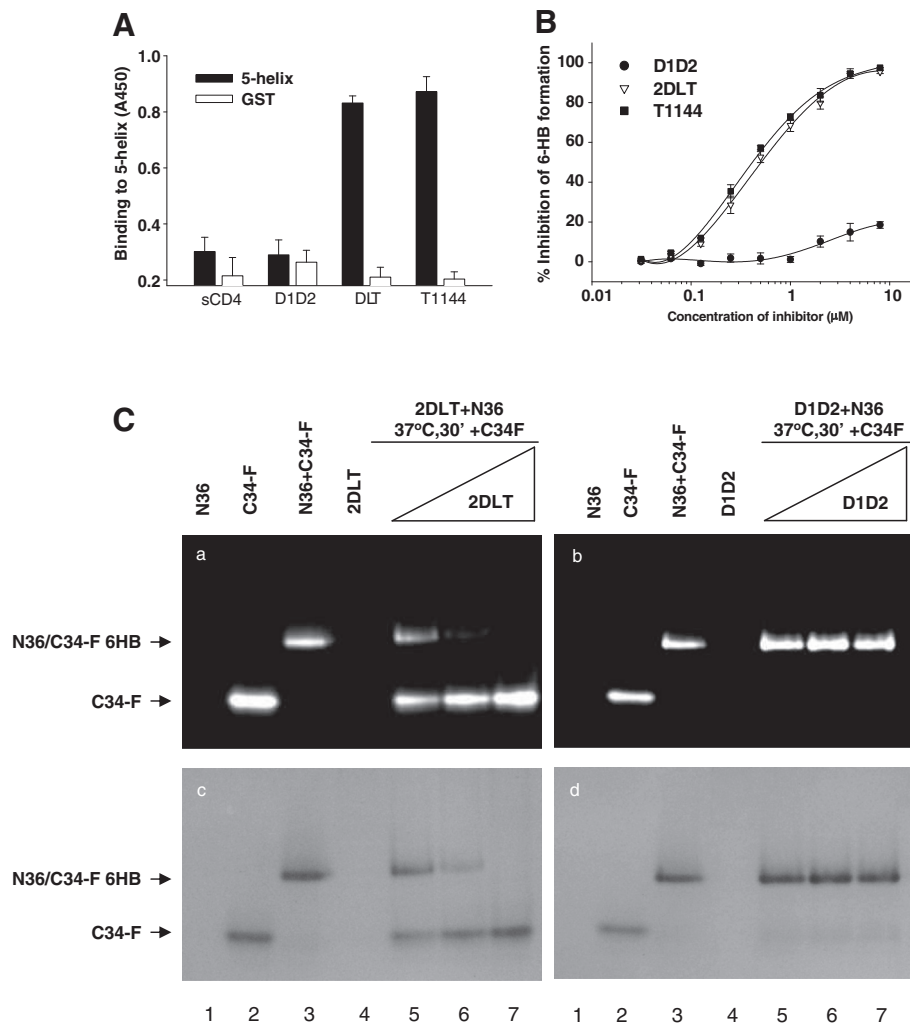 A
Binding to 5-helix (A450)
1.0
0.8
0.6
0.4
0.2
5-helix
GST
sCD4
D1D2
DLT
T1144
B
% Inhibition of 6-HB formation
100
80
60
40
20
0
D1D2
2DLT
T1144
0.01
0.1
1
10
Concentration of inhibitor (µM)
C
N36
C34-F
N36+C34-F
2DLT
2DLT+N36
37ºC,30' +C34F
2DLT
N36
C34-F
N36+C34-F
D1D2
D1D2+N36
37ºC,30' +C34F
D1D2
a
b
N36/C34-F 6HB
C34-F
c
d
N36/C34-F 6HB
C34-F
1 2 3 4 5 6 7
1 2 3 4 5 6 7